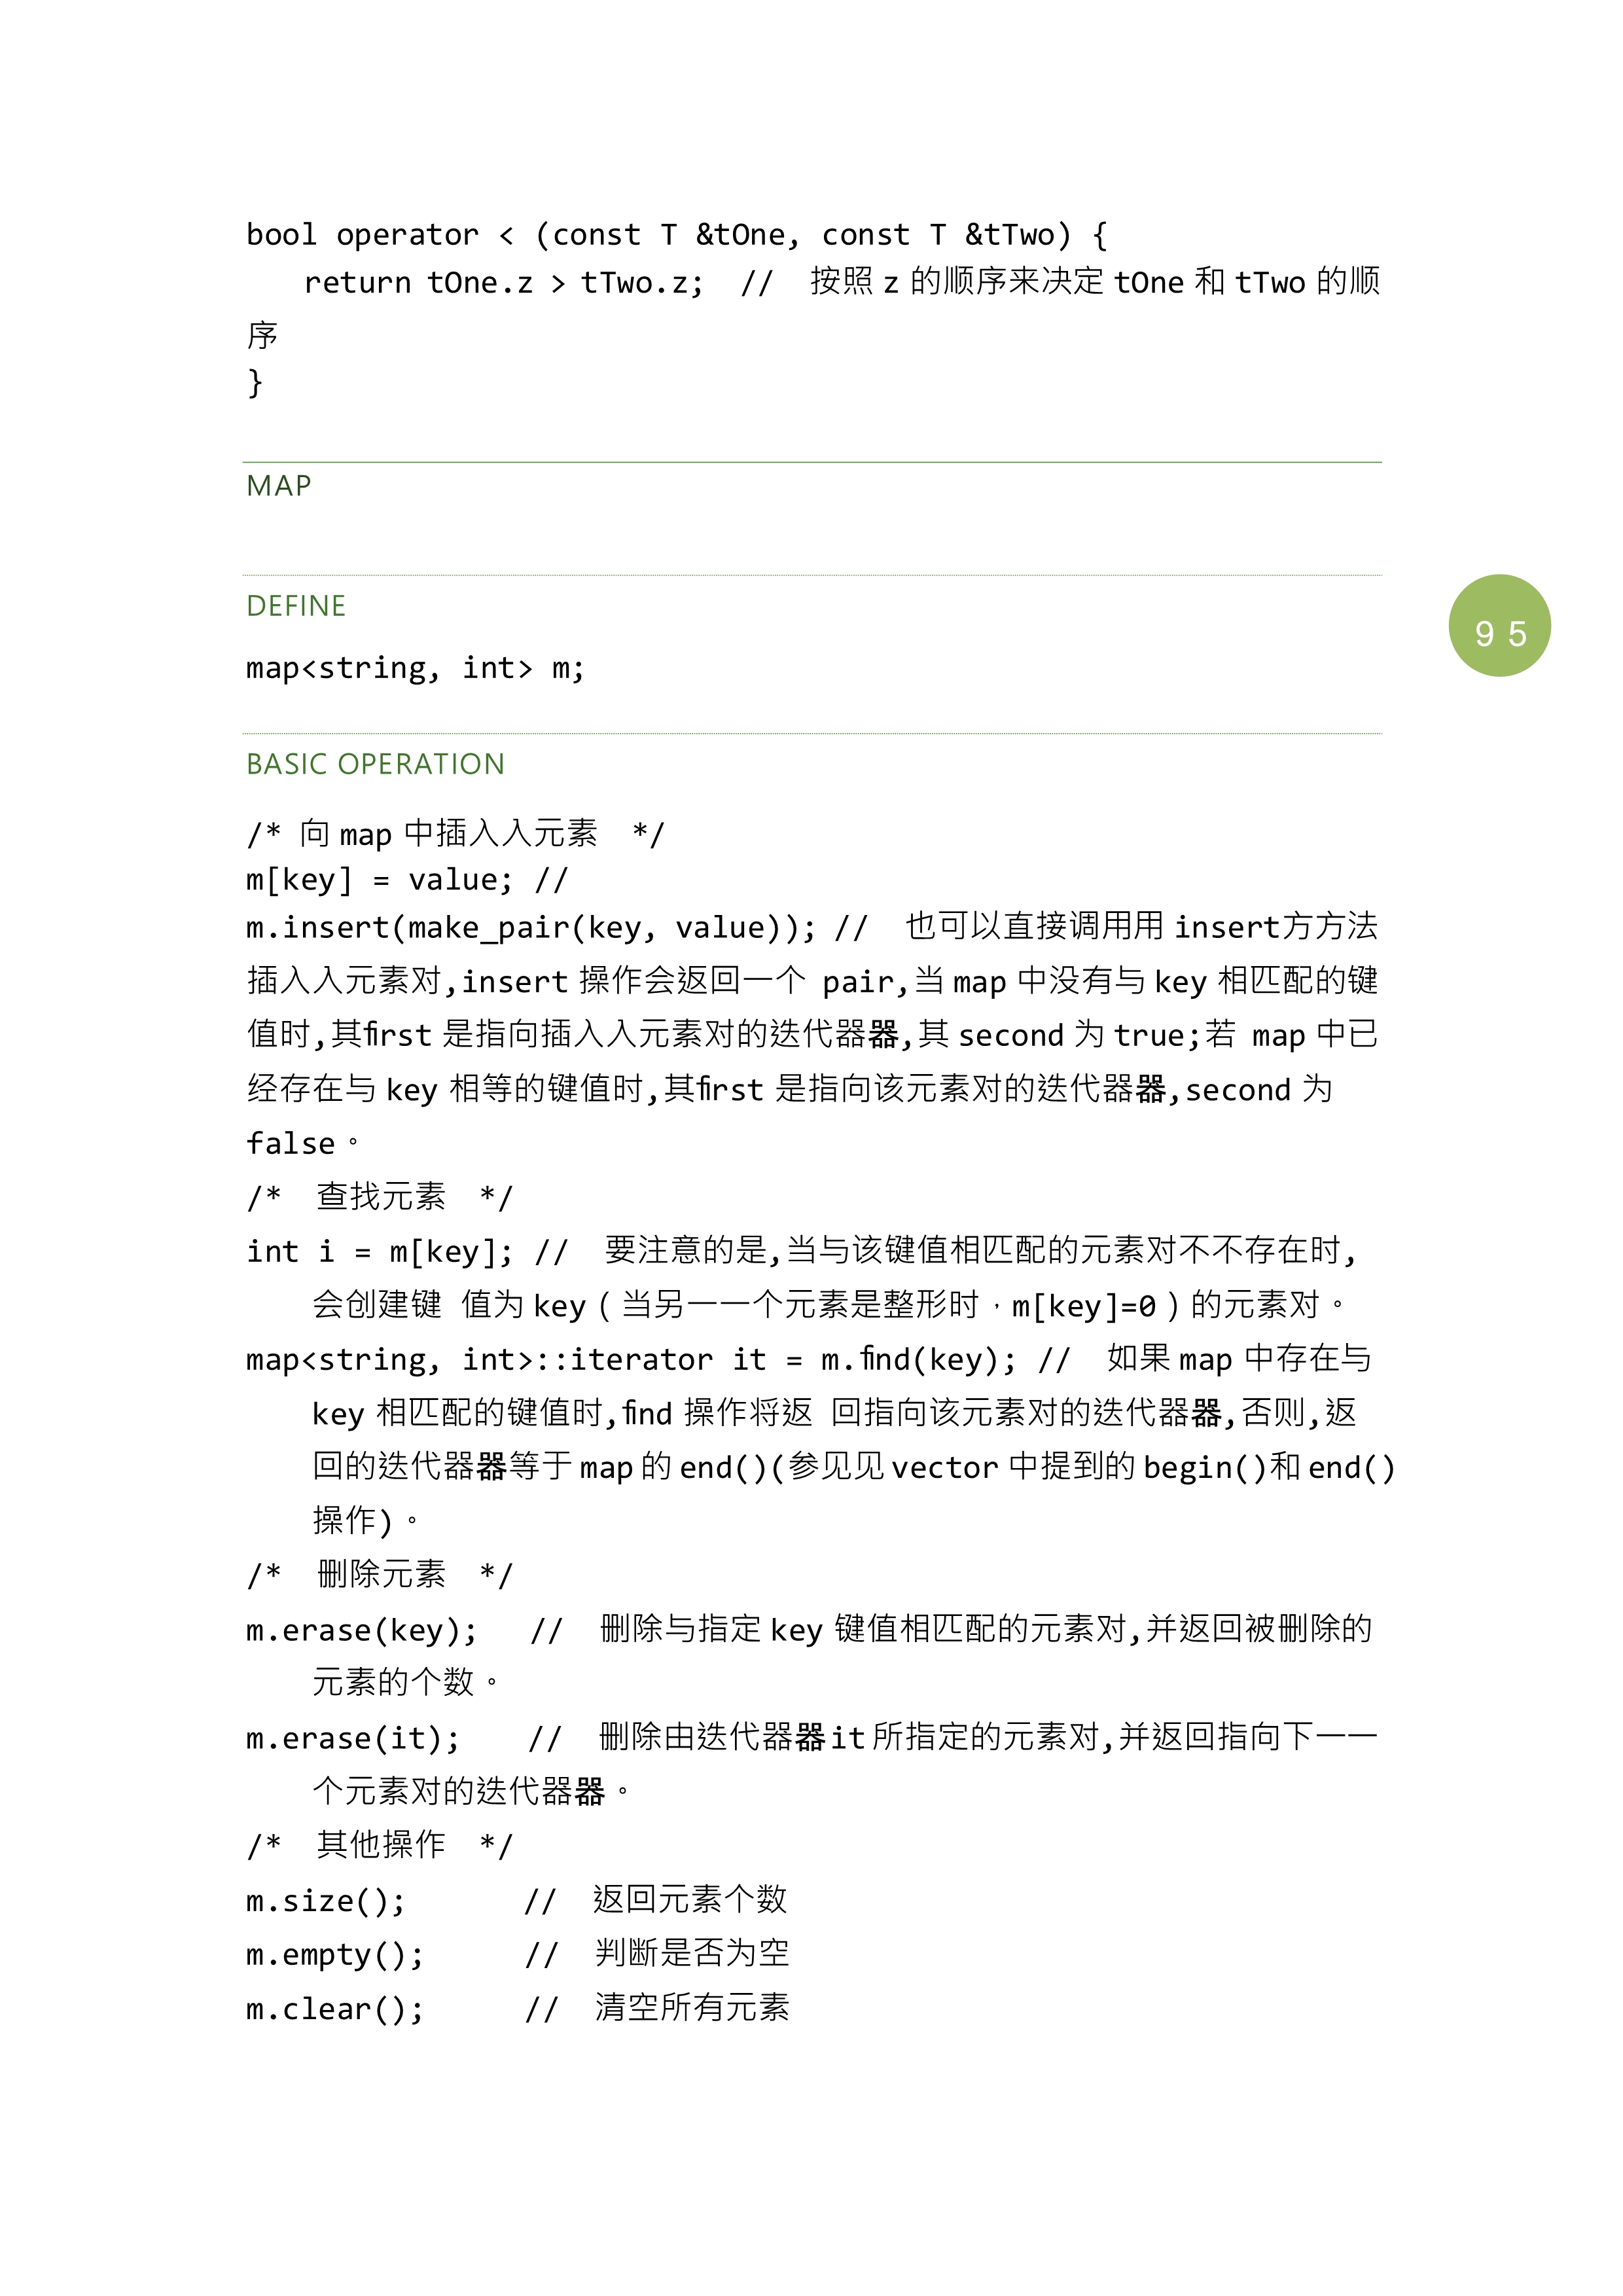 bool operator < (const T &tOne, const T &tTwo) {
return tOne.z > tTwo.z;  //  按照 z 的顺序来决定 tOne 和 tTwo 的顺
序
}
MAP
DEFINE
95
map<string, int> m;
BASIC OPERATION
/* 向 map 中插入入元素  */
m[key] = value; //
m.insert(make_pair(key, value)); //  也可以直接调用用 insert方方法
插入入元素对,insert 操作会返回一个 pair,当 map 中没有与 key 相匹配的键
值时,其first 是指向插入入元素对的迭代器器,其 second 为 true;若 map 中已
经存在与 key 相等的键值时,其first 是指向该元素对的迭代器器,second 为
false。
/*  查找元素  */
int i = m[key]; //  要注意的是,当与该键值相匹配的元素对不不存在时,
会创建键 值为 key(当另一一个元素是整形时,m[key]=0)的元素对。
map<string, int>::iterator it = m.find(key); //  如果 map 中存在与
key 相匹配的键值时,find 操作将返 回指向该元素对的迭代器器,否则,返
回的迭代器器等于 map 的 end()(参见见 vector 中提到的 begin()和 end()
操作)。
/*  删除元素  */
m.erase(key);   //  删除与指定 key 键值相匹配的元素对,并返回被删除的
元素的个数。
m.erase(it);    //  删除由迭代器器it 所指定的元素对,并返回指向下一一
个元素对的迭代器器。
/*  其他操作  */
m.size();       //  返回元素个数
m.empty();      //  判断是否为空
m.clear();      //  清空所有元素